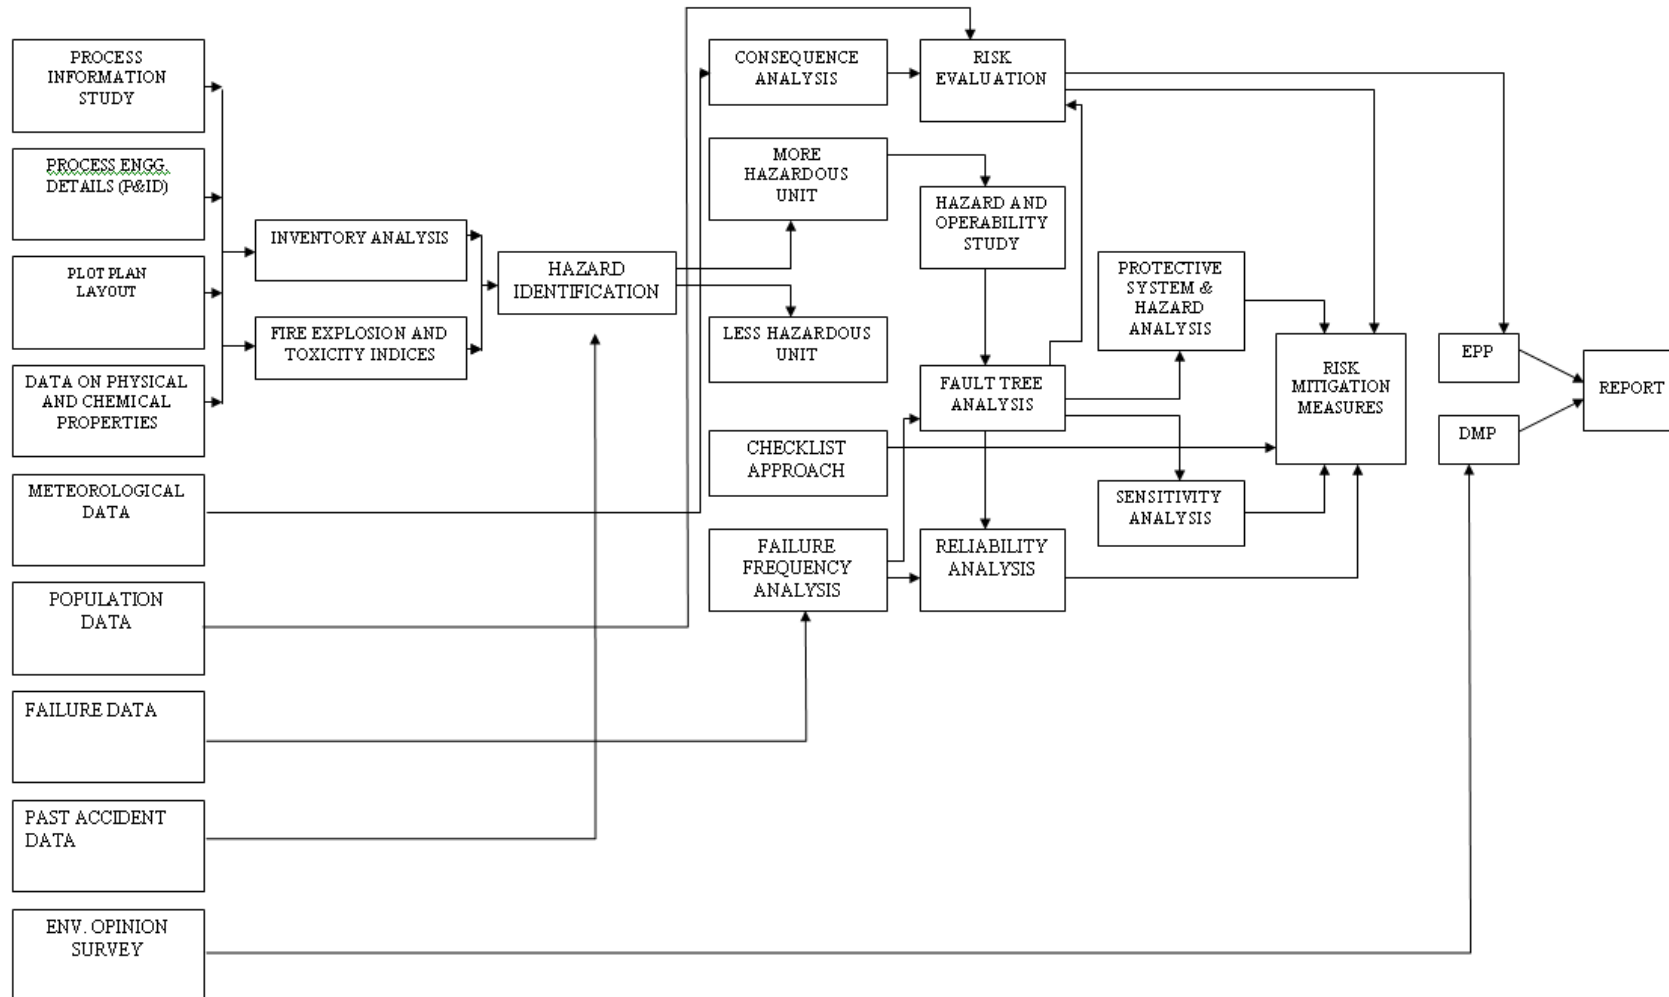 PROCESS
INFORMATION
STUDY
PROCESS ENGG.
DETAILS (P&ID)
PLOT PLAN
LAYOUT
DATA ON PHYSICAL
AND CHEMICAL
PROPERTIES
METEOROLOGICAL
DATA
POPULATION
DATA
FAILURE DATA
PAST ACCIDENT
DATA
ENV. OPINION
SURVEY
INVENTORY ANALYSIS
FIRE EXPLOSION AND
TOXICITY INDICES
HAZARD
IDENTIFICATION
CONSEQUENCE
ANALYSIS
MORE
HAZARDOUS
UNIT
LESS HAZARDOUS
UNIT
CHECKLIST
APPROACH
FAILURE
FREQUENCY
ANALYSIS
RISK
EVALUATION
HAZARD AND
OPERABILITY
STUDY
FAULT TREE
ANALYSIS
RELIABILITY
ANALYSIS
PROTECTIVE
SYSTEM &
HAZARD
ANALYSIS
SENSITIVITY
ANALYSIS
RISK
MITIGATION
MEASURES
EPP
DMP
REPORT